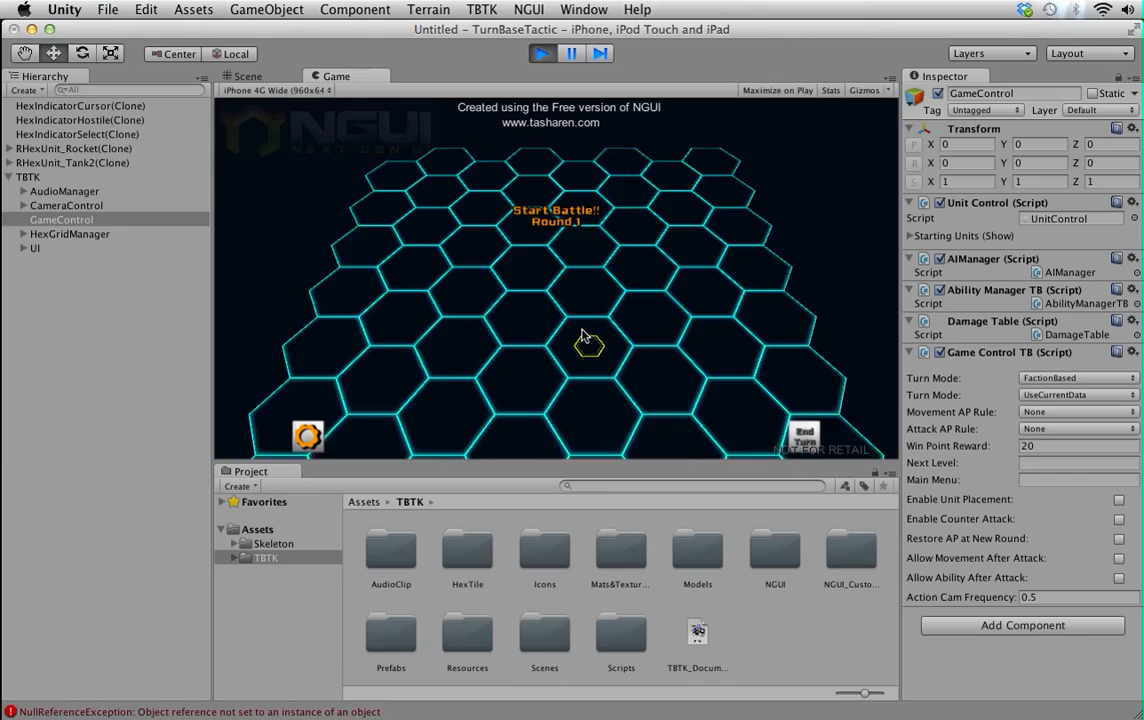 Unity File Edit Assets GameObject Component Terrain TBTK NGUI Window Help
Untitled - TurnBaseTactic - iPhone, iPod Touch and iPad
Center Local Layers Layout
Hierarchy
Create All
HexIndicatorCursor(Clone)
HexIndicatorHostile(Clone)
HexIndicatorSelect(Clone)
RHexUnit_Rocket(Clone)
RHexUnit_Tank2(Clone)
TBTK
AudioManager
CameraControl
GameControl
HexGridManager
UI
Scene Game
iPhone 4G Wide (960x64 Maximize on Play Stats Gizmos
Created using the Free version of NGUI
www.tasharen.com
NGUI
Start Battle!!
Round 1
End
Turn
NOT FOR RETAIL
Project
Create
Favorites
Assets
Skeleton
TBTK
Assets TBTK
AudioClip HexTile Icons Mats&Textur... Models NGUI NGUI_Custo...
Prefabs Resources Scenes Scripts TBTK_Docum...
Inspector
GameControl Static
Tag Untagged Layer Default
Transform
P X 0 Y 0 Z 0
R X 0 Y 0 Z 0
S X 1 Y 1 Z 1
Unit Control (Script)
Script UnitControl
Starting Units (Show)
AIManager (Script)
Script AIManager
Ability Manager TB (Script)
Script AbilityManagerTB
Damage Table (Script)
Script DamageTable
Game Control TB (Script)
Turn Mode: FactionBased
Turn Mode: UseCurrentData
Movement AP Rule: None
Attack AP Rule: None
Win Point Reward: 20
Next Level:
Main Menu:
Enable Unit Placement:
Enable Counter Attack:
Restore AP at New Round:
Allow Movement After Attack:
Allow Ability After Attack:
Action Cam Frequency: 0.5
Add Component
NullReferenceException: Object reference not set to an instance of an object